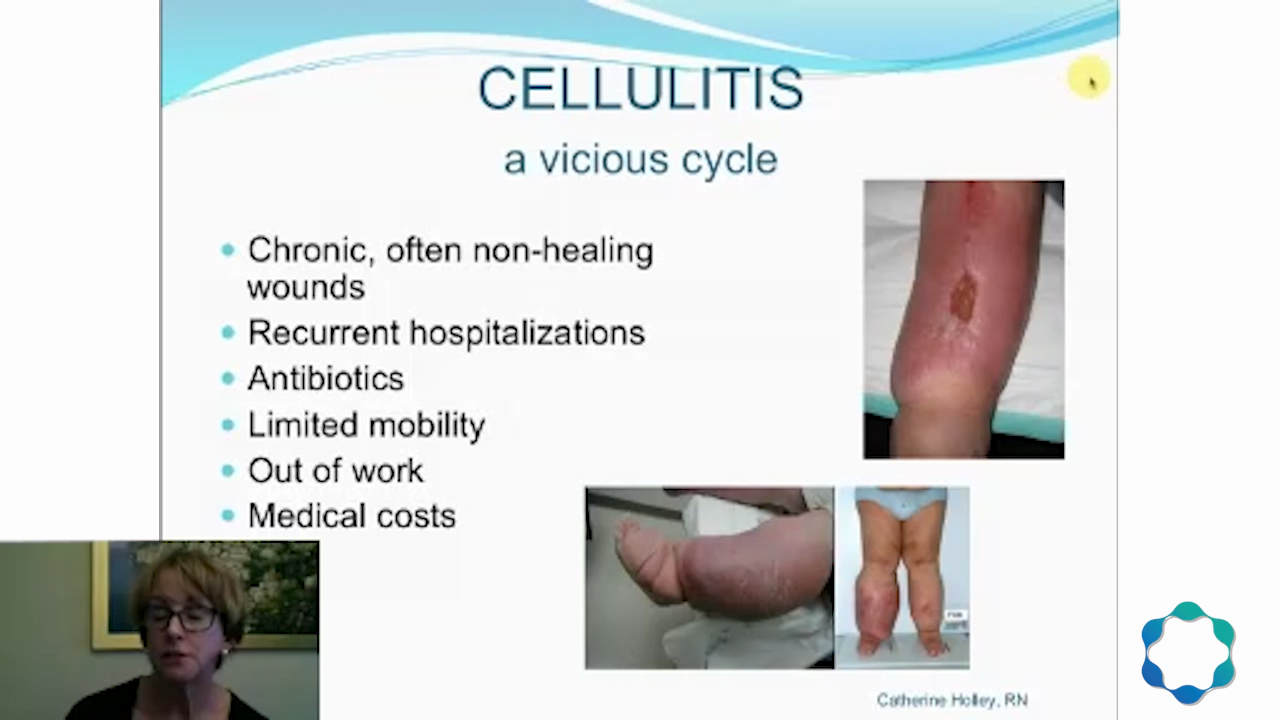 CELLULITIS
a vicious cycle
Chronic, often non-healing
wounds
Recurrent hospitalizations
Antibiotics
Limited mobility
Out of work
Medical costs
Catherine Holley, RN